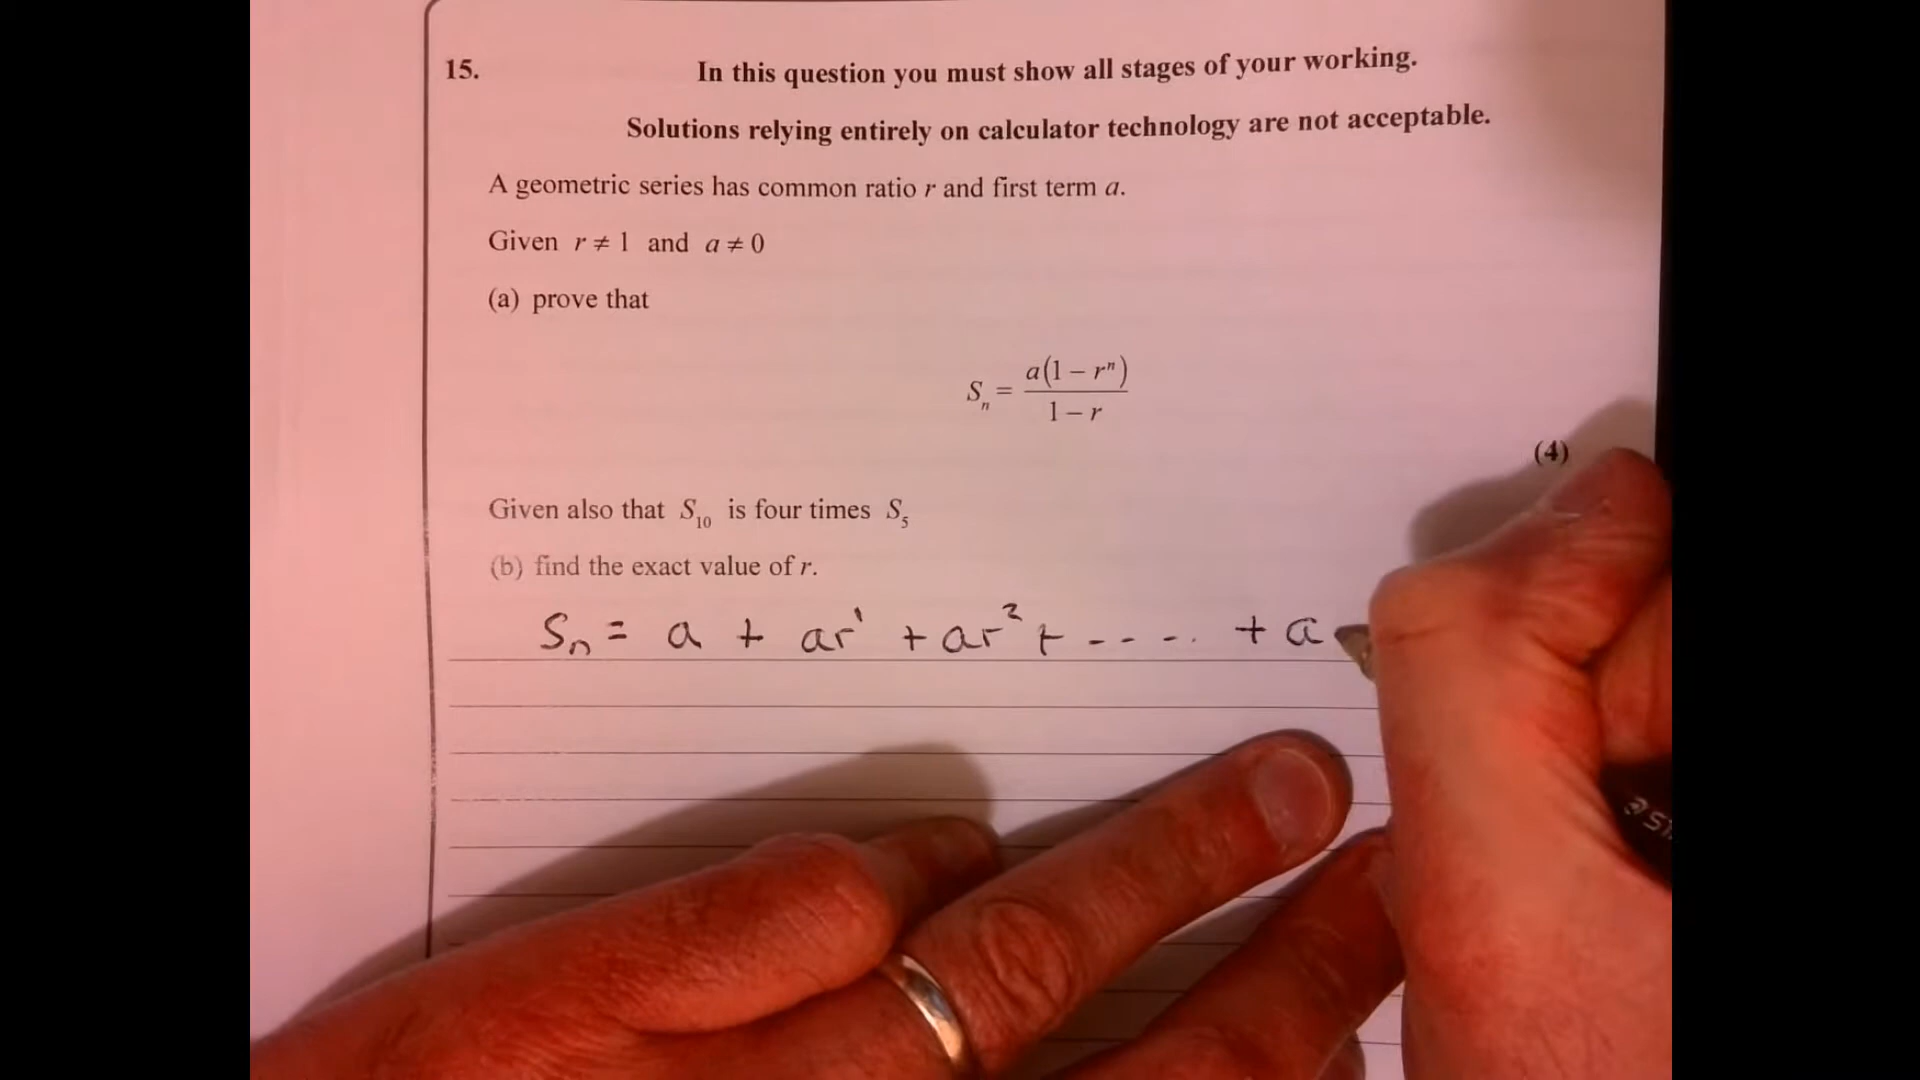 15. In this question you must show all stages of your working.
Solutions relying entirely on calculator technology are not acceptable.
A geometric series has common ratio r and first term a.
Given r ≠ 1 and a ≠ 0
(a) prove that
Sₙ = a(1 – rⁿ) / 1 – r
(4)
Given also that S₁₀ is four times S₅
(b) find the exact value of r.
Sₙ = a + ar¹ + ar² + ---- + a